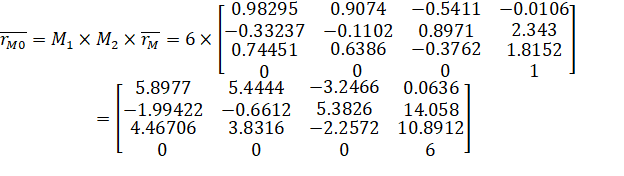 r_M0 = M₁ × M₂ × r_M = 6 × [0.98295 0.9074 −0.5411 −0.0106
−0.33237 −0.1102 0.8971 2.343
0.74451 0.6386 −0.3762 1.8152
0 0 0 1]
= [5.8977 5.4444 −3.2466 0.0636
−1.99422 −0.6612 5.3826 14.058
4.46706 3.8316 −2.2572 10.8912
0 0 0 6]